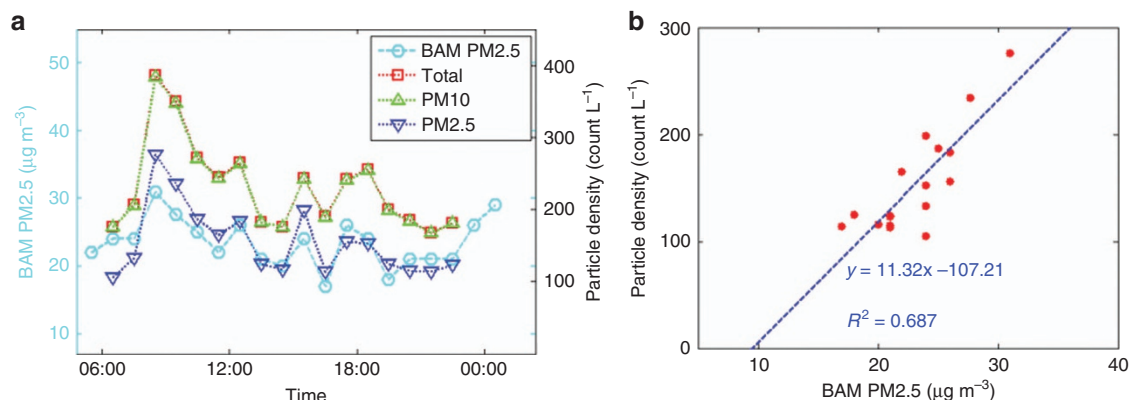 a
BAM PM2.5 (µg m⁻³)
50
40
30
20
10
BAM PM2.5
Total
PM10
PM2.5
400
300
200
100
Particle density (count L⁻¹)
06:00 12:00 18:00 00:00
Time
b
Particle density (count L⁻¹)
300
200
100
0
y = 11.32x –107.21
R² = 0.687
10 20 30 40
BAM PM2.5 (µg m⁻³)